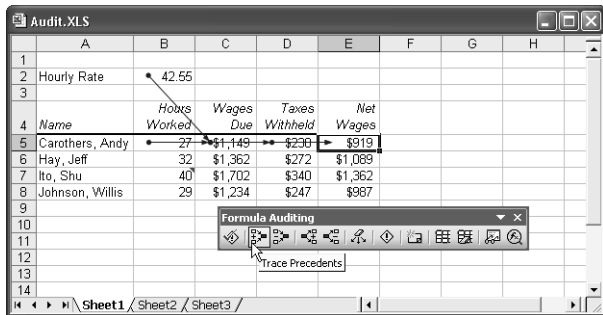 Audit.XLS
A B C D E F G H
1
2 Hourly Rate 42.55
3
4 Name Hours Worked Wages Due Taxes Withheld Net Wages
5 Carothers, Andy 27 $1,149 $230 $919
6 Hay, Jeff 32 $1,362 $272 $1,089
7 Ito, Shu 40 $1,702 $340 $1,362
8 Johnson, Willis 29 $1,234 $247 $987
9
Formula Auditing
10
11
12
Trace Precedents
13
14
Sheet1 Sheet2 Sheet3